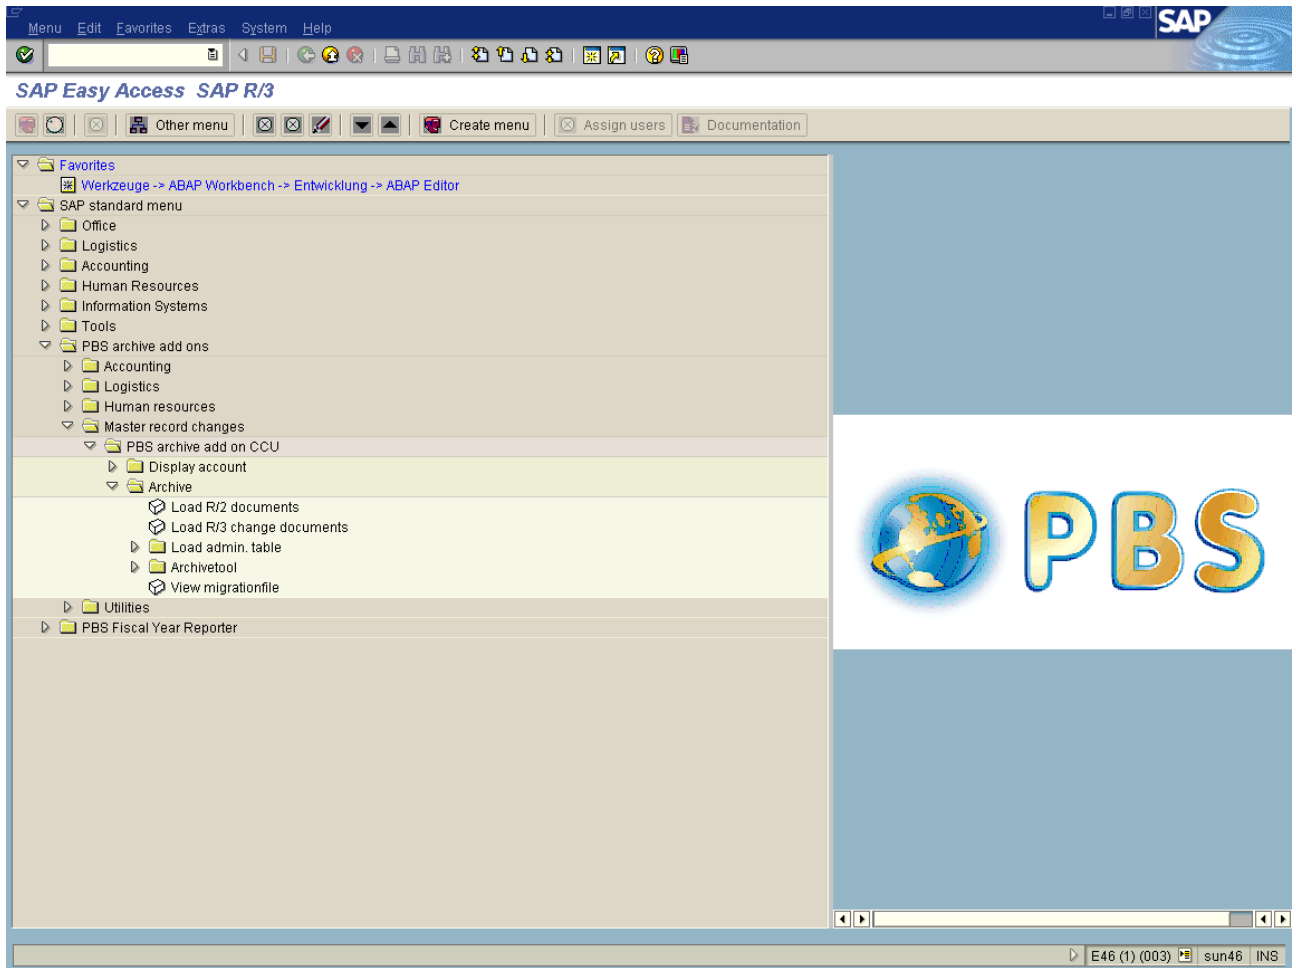 Menu Edit Favorites Extras System Help
SAP
SAP Easy Access SAP R/3
Other menu Create menu Assign users Documentation
Favorites
Werkzeuge -> ABAP Workbench -> Entwicklung -> ABAP Editor
SAP standard menu
Office
Logistics
Accounting
Human Resources
Information Systems
Tools
PBS archive add ons
Accounting
Logistics
Human resources
Master record changes
PBS archive add on CCU
Display account
Archive
Load R/2 documents
Load R/3 change documents
Load admin. table
Archivetool
View migrationfile
Utilities
PBS Fiscal Year Reporter
PBS
E46 (1) (003) sun46 INS